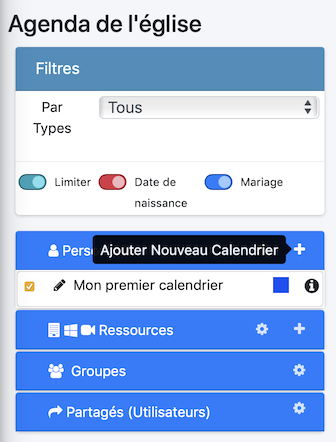 Agenda de l'église
Filtres
Par
Types
Tous
Limiter
Date de
naissance
Mariage
Ajouter Nouveau Calendrier
Mon premier calendrier
Ressources
Groupes
Partagés (Utilisateurs)